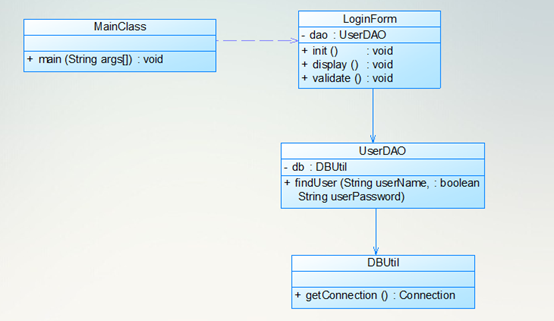 MainClass
+ main (String args[]) : void
LoginForm
- dao : UserDAO
+ init () : void
+ display () : void
+ validate () : void
UserDAO
- db : DBUtil
+ findUser (String userName, : boolean
String userPassword)
DBUtil
+ getConnection () : Connection